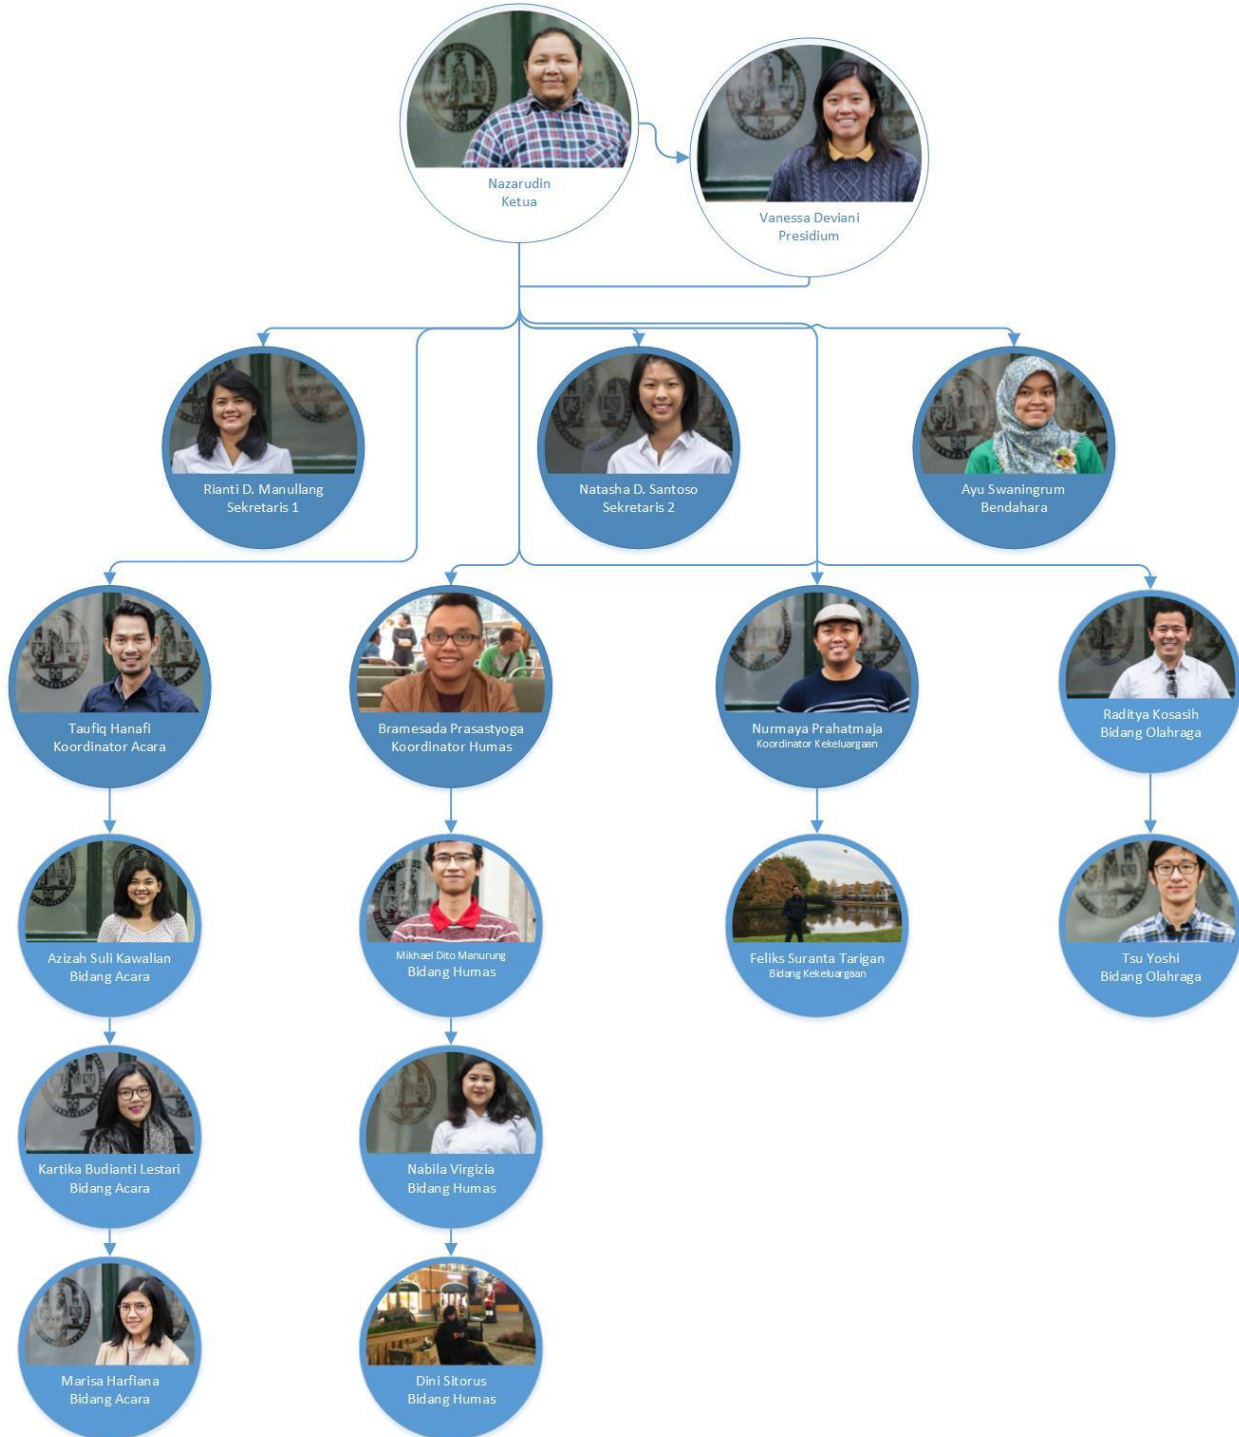 Nazarudin
Ketua
Vanessa Deviani
Presidium
Rianti D. Manullang
Sekretaris 1
Natasha D. Santoso
Sekretaris 2
Ayu Swaningrum
Bendahara
Taufiq Hanafi
Koordinator Acara
Bramesada Prasastyoga
Koordinator Humas
Nurmaya Prahatmaja
Koordinator Kekeluargaan
Raditya Kosasih
Bidang Olahraga
Azizah Suli Kawalian
Bidang Acara
Mikhael Dito Manurung
Bidang Humas
Feliks Suranta Tarigan
Bidang Kekeluargaan
Tsu Yoshi
Bidang Olahraga
Kartika Budianti Lestari
Bidang Acara
Nabila Virgizia
Bidang Humas
Marisa Harfiana
Bidang Acara
Dini Sitorus
Bidang Humas